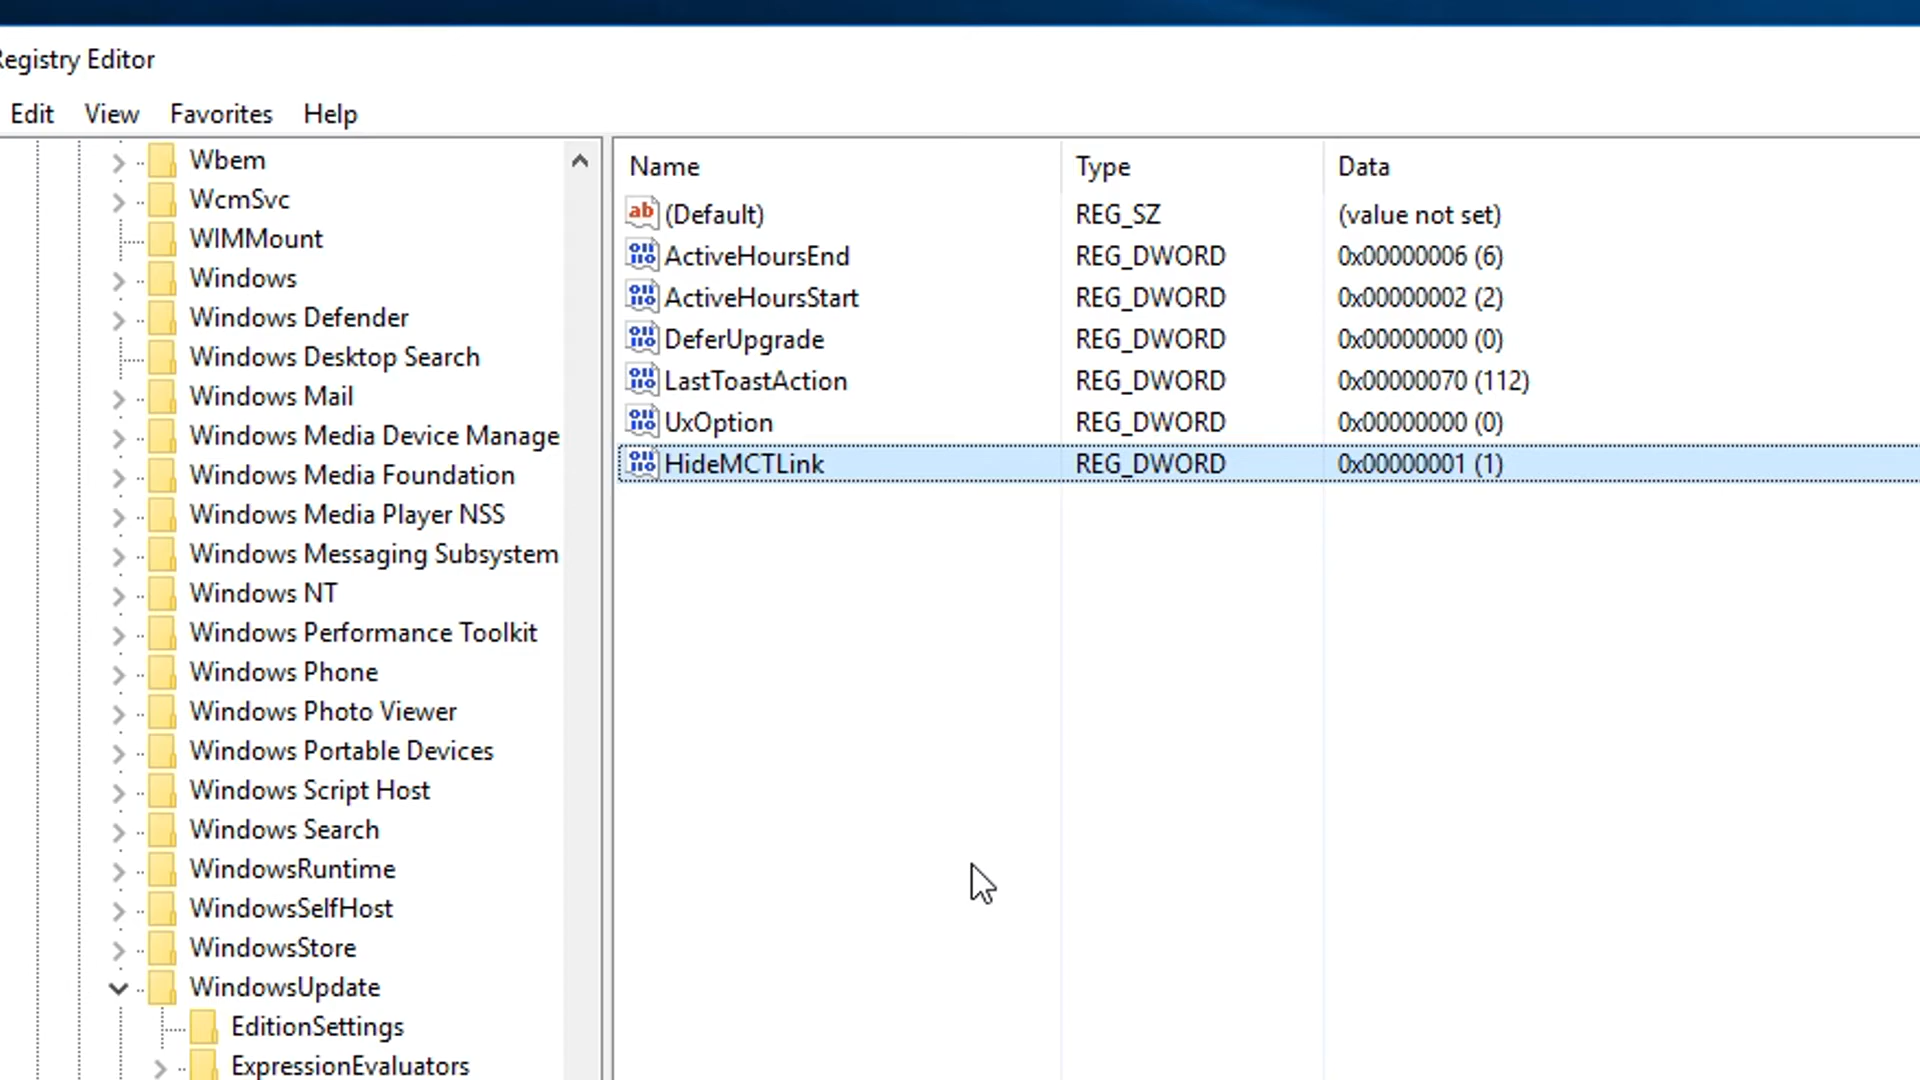 Registry Editor
Edit View Favorites Help
Wbem
WcmSvc
WIMMount
Windows
Windows Defender
Windows Desktop Search
Windows Mail
Windows Media Device Manage
Windows Media Foundation
Windows Media Player NSS
Windows Messaging Subsystem
Windows NT
Windows Performance Toolkit
Windows Phone
Windows Photo Viewer
Windows Portable Devices
Windows Script Host
Windows Search
WindowsRuntime
WindowsSelfHost
WindowsStore
WindowsUpdate
EditionSettings
ExpressionEvaluators
Name Type Data
(Default) REG_SZ (value not set)
ActiveHoursEnd REG_DWORD 0x00000006 (6)
ActiveHoursStart REG_DWORD 0x00000002 (2)
DeferUpgrade REG_DWORD 0x00000000 (0)
LastToastAction REG_DWORD 0x00000070 (112)
UxOption REG_DWORD 0x00000000 (0)
HideMCTLink REG_DWORD 0x00000001 (1)